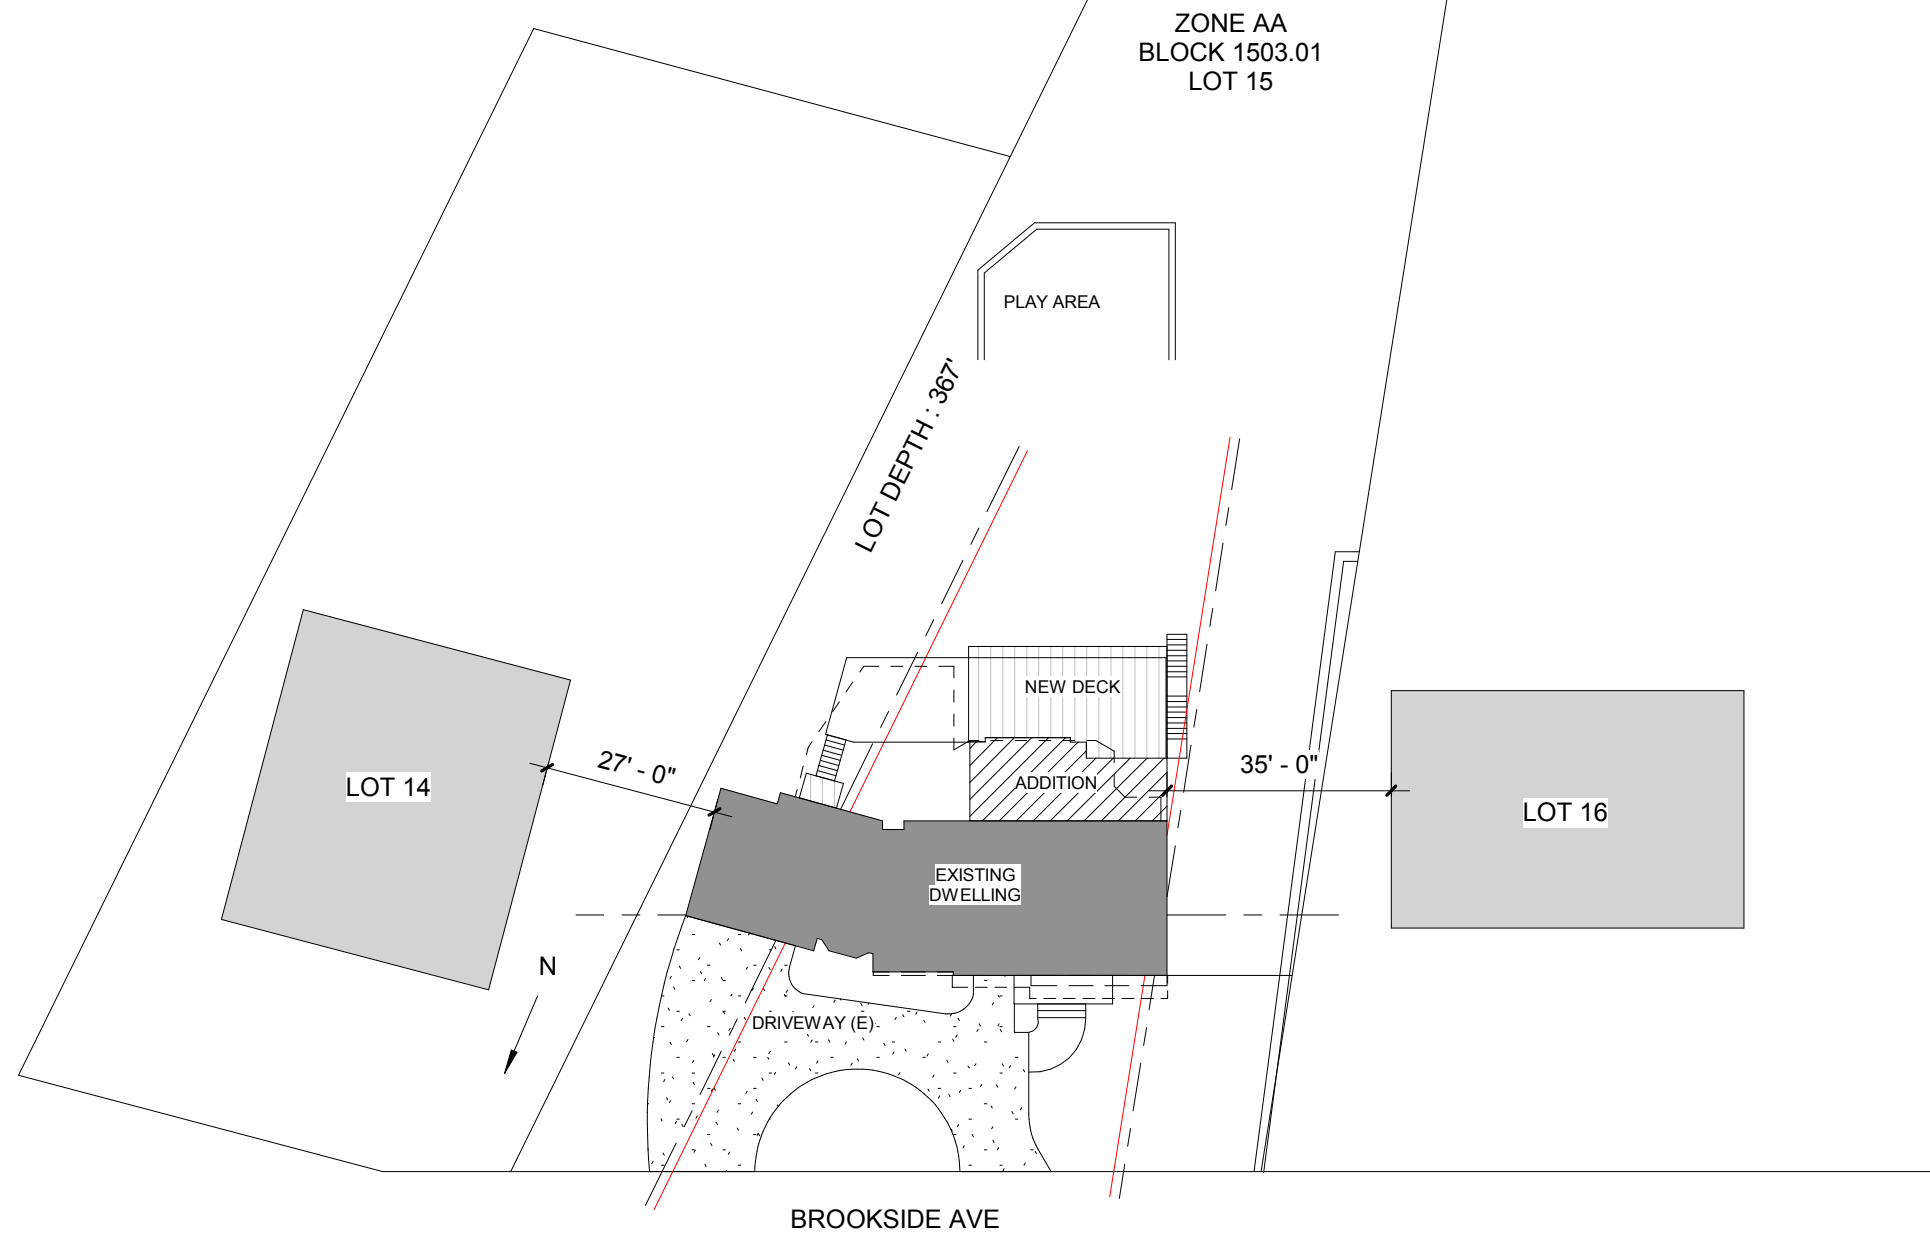 ZONE AA
BLOCK 1503.01
LOT 15
PLAY AREA
LOT DEPTH : 367'
NEW DECK
27' - 0"
35' - 0"
LOT 14
ADDITION
LOT 16
EXISTING
DWELLING
N
DRIVEWAY (E)
BROOKSIDE AVE